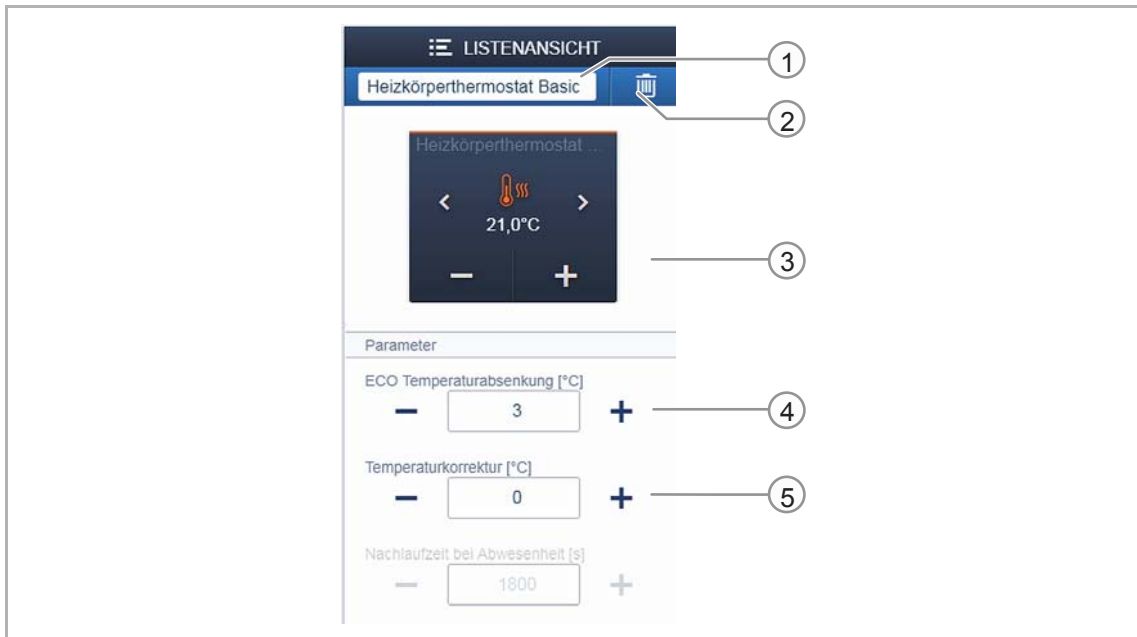 LISTENANSICHT
1
Heizkörperthermostat Basic
2
Heizkörperthermostat ...
21,0°C
3
Parameter
ECO Temperaturabsenkung [°C]
3
4
Temperaturkorrektur [°C]
0
5
Nachlaufzeit bei Abwesenheit [s]
1800